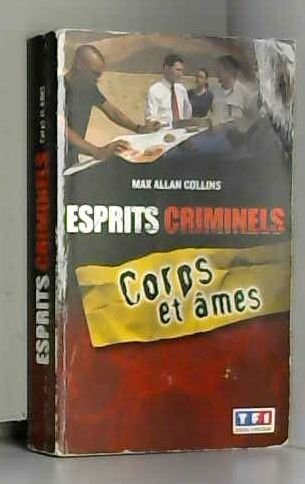 MAX ALLAN COLLINS
ESPRITS CRIMINELS
Corps
et âmes
TF1
ESPRITS CRIMINELS